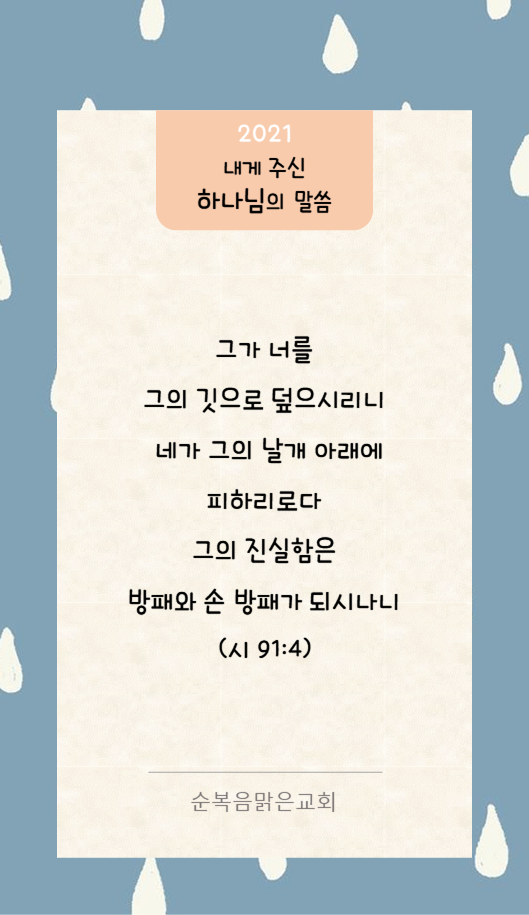 2021
내게 주신
하나님의 말씀
그가 너를
그의 깃으로 덮으시리니
네가 그의 날개 아래에
피하리로다
그의 진실함은
방패와 손 방패가 되시나니
(시 91:4)
순복음맑은교회